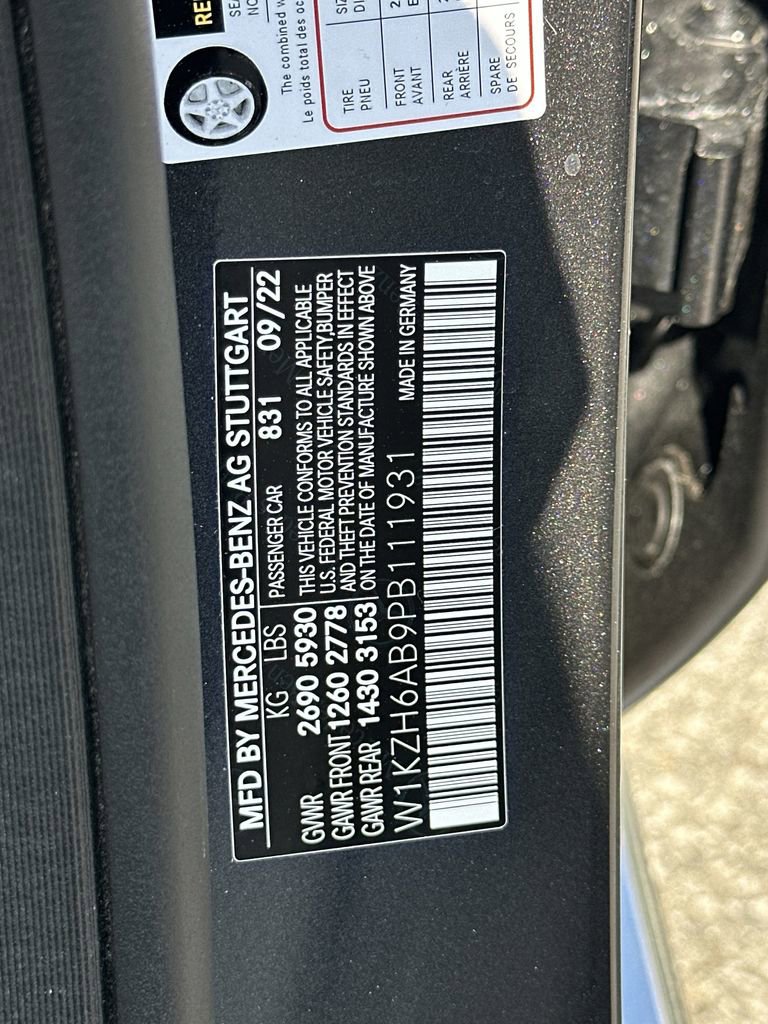 MFD BY MERCEDES-BENZ AG STUTTGART
KG LBS PASSENGER CAR 831 09/22
GVWR 2690 5930 THIS VEHICLE CONFORMS TO ALL APPLICABLE
GAWR FRONT 1260 2778 U.S. FEDERAL MOTOR VEHICLE SAFETY,BUMPER
AND THEFT PREVENTION STANDARDS IN EFFECT
GAWR REAR 1430 3153 ON THE DATE OF MANUFACTURE SHOWN ABOVE
W1KZH6AB9PB111931 MADE IN GERMANY
The combined
Le poids total des
TIRE
PNEU
FRONT
AVANT
REAR
ARRIÈRE
SPARE
DE SECOURS